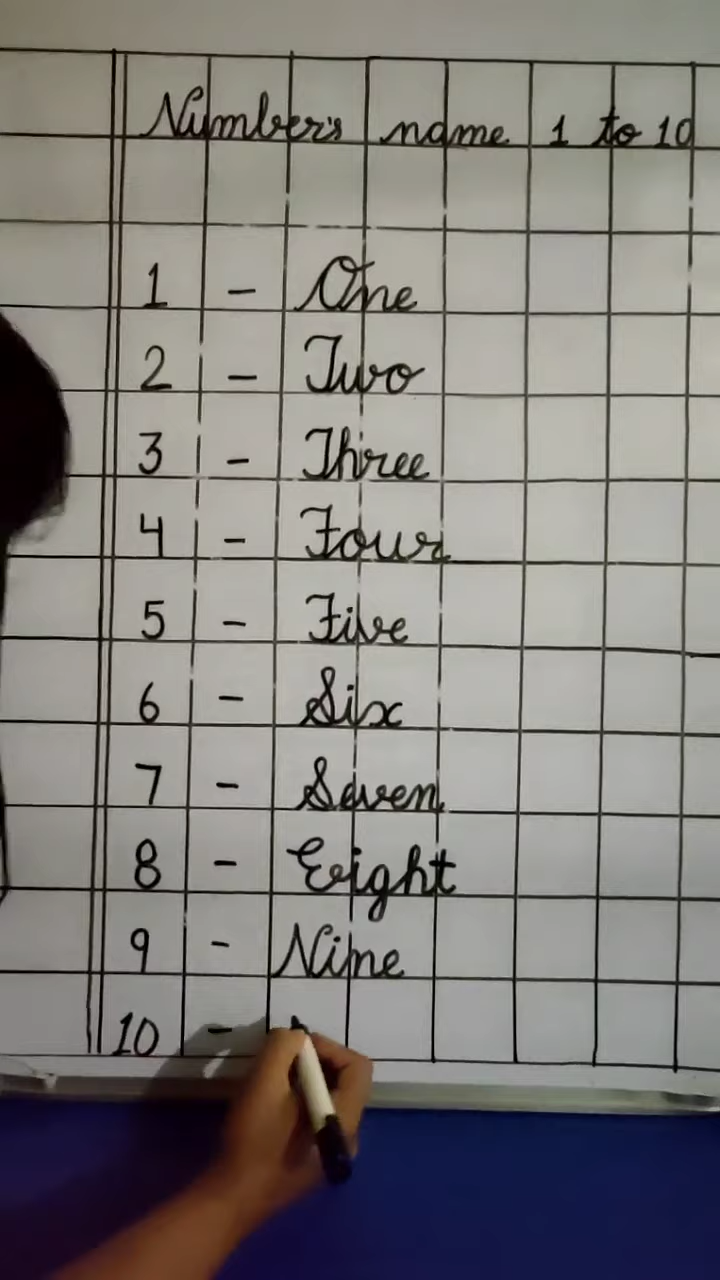 Number's name 1 to 10
1 - One
2 - Two
3 - Three
4 - Four
5 - Five
6 - Six
7 - Seven
8 - Eight
9 - Nine
10 -